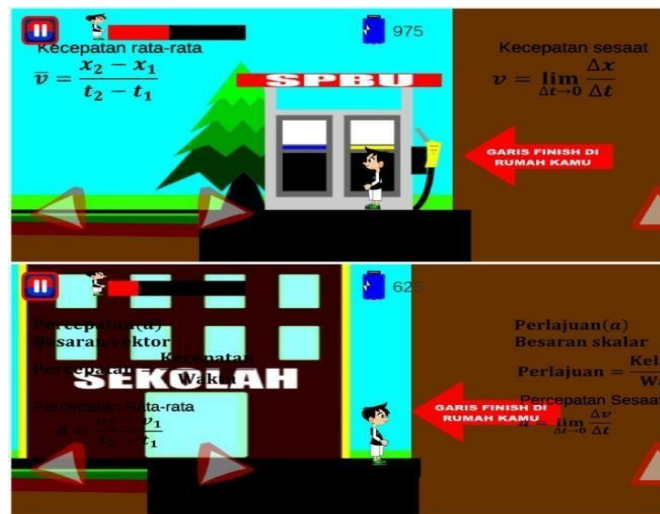 975
Kecepatan rata-rata
v̄ = (x₂ − x₁) / (t₂ − t₁)
Kecepatan sesaat
v = lim Δt→0 Δx/Δt
SPBU
GARIS FINISH DI
RUMAH KAMU
625
Percepatan(a)
Besaran vektor
Percepatan Kecepatan
Waktu
SEKOLAH
Percepatan Rata-rata
Perlajuan(a)
Besaran skalar
Perlajuan = Kel
W
Percepatan Sesaat
lim Δt→0 Δv/Δt
GARIS FINISH DI
RUMAH KAMU